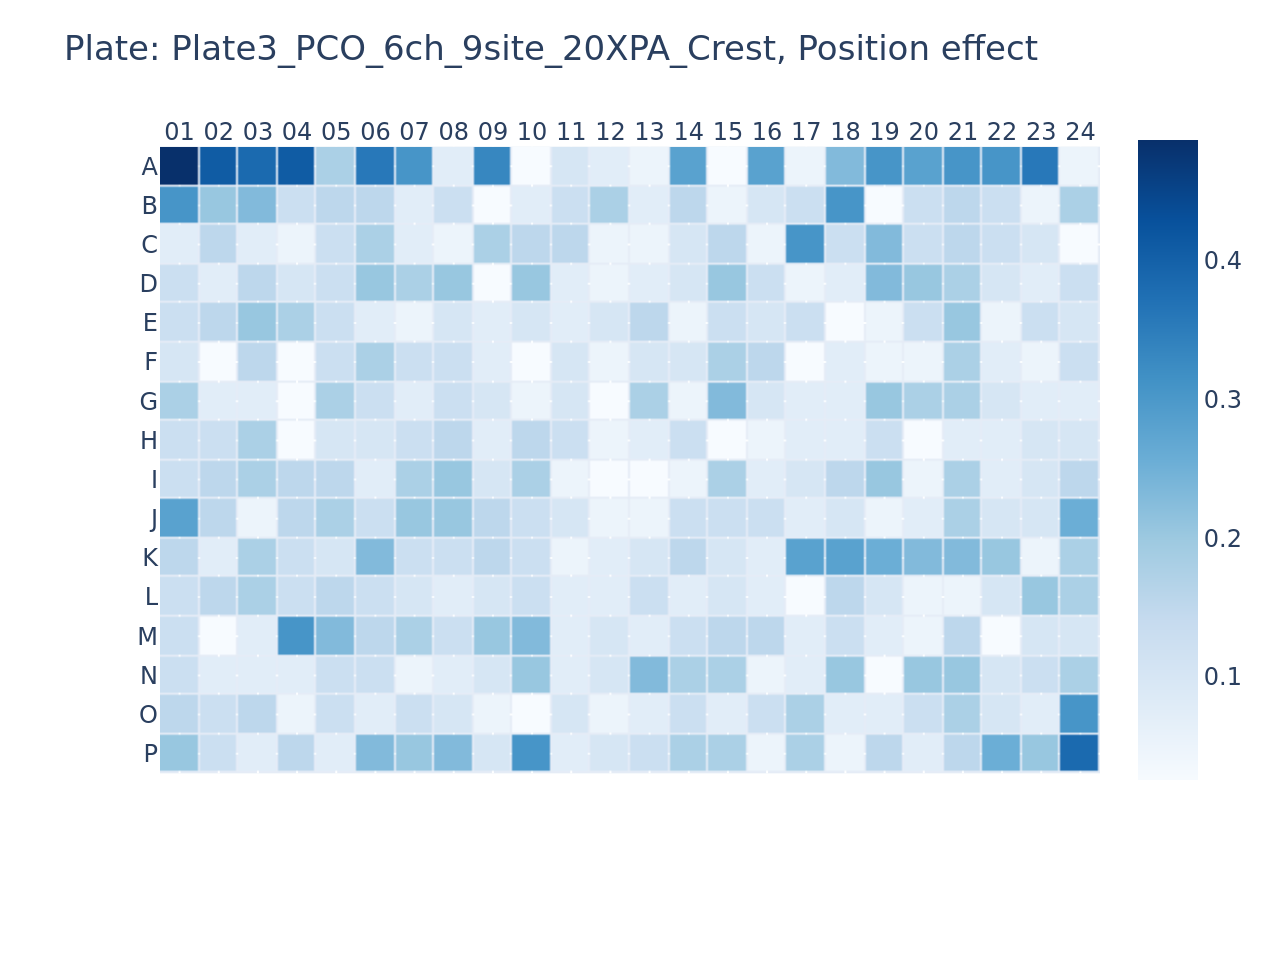 Plate: Plate3_PCO_6ch_9site_20XPA_Crest, Position effect
01 02 03 04 05 06 07 08 09 10 11 12 13 14 15 16 17 18 19 20 21 22 23 24
A
B
C
D
E
F
G
H
I
J
K
L
M
N
O
P
0.4
0.3
0.2
0.1